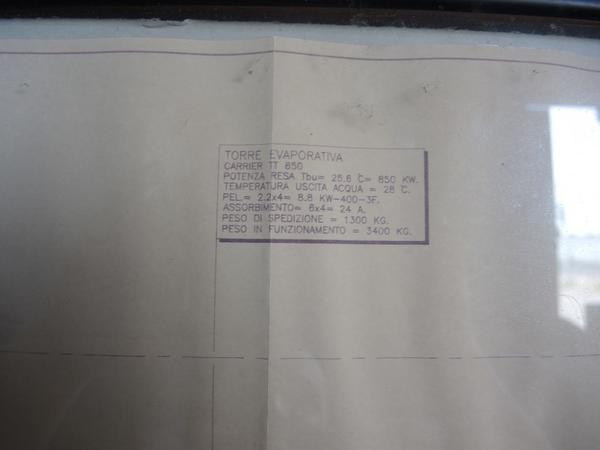 TORRE EVAPORATIVA
CARRIER TT 850
POTENZA RESA Tbu= 25.6 C= 850 KW.
TEMPERATURA USCITA ACQUA = 28 C.
PEL.= 2.2x4= 8.8 KW-400-3F.
ASSORBIMENTO= 6x4= 24 A.
PESO DI SPEDIZIONE = 1300 KG.
PESO IN FUNZIONAMENTO = 3400 KG.